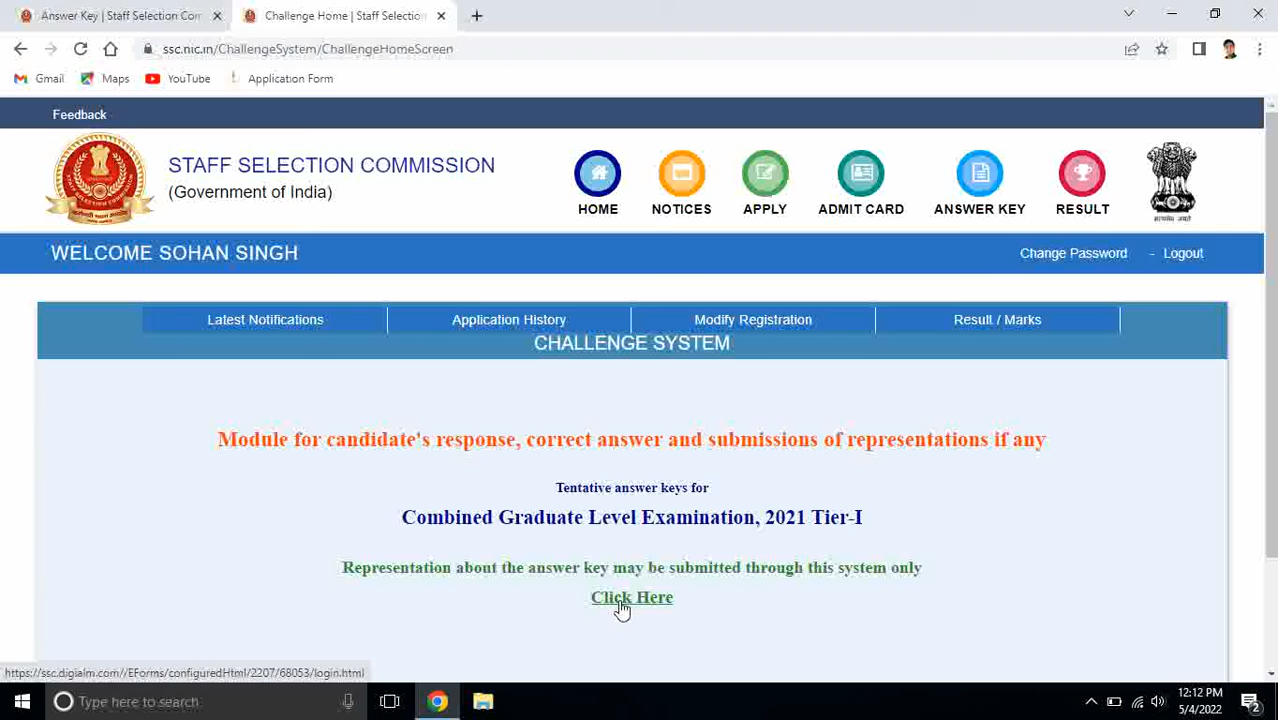 Answer Key | Staff Selection Com
Challenge Home | Staff Selection
ssc.nic.in/ChallengeSystem/ChallengeHomeScreen
Gmail Maps YouTube Application Form
Feedback
STAFF SELECTION COMMISSION
(Government of India)
HOME NOTICES APPLY ADMIT CARD ANSWER KEY RESULT
WELCOME SOHAN SINGH
Change Password - Logout
Latest Notifications Application History Modify Registration Result / Marks
CHALLENGE SYSTEM
Module for candidate's response, correct answer and submissions of representations if any
Tentative answer keys for
Combined Graduate Level Examination, 2021 Tier-I
Representation about the answer key may be submitted through this system only
Click Here
https://ssc.digialm.com//EForms/configuredHtml/2207/68053/login.html
Type here to search
12:12 PM
5/4/2022
2